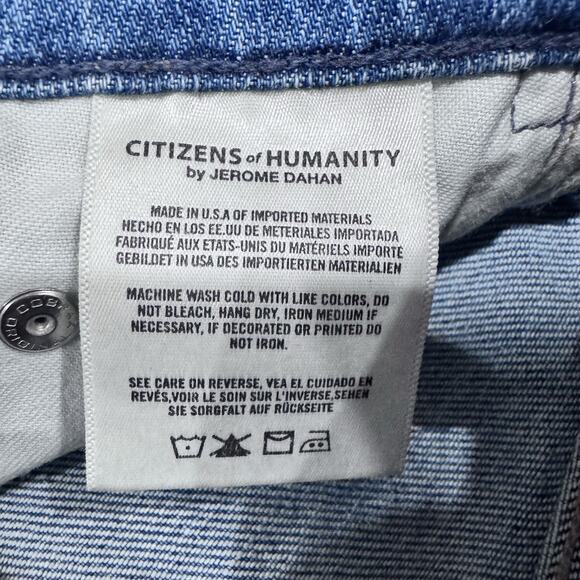 CITIZENS of HUMANITY
by JEROME DAHAN
MADE IN U.S.A OF IMPORTED MATERIALS
HECHO EN LOS EE.UU DE METERIALES IMPORTADA
FABRIQUÉ AUX ETATS-UNIS DU MATÉRIELS IMPORTE
GEBILDET IN USA DES IMPORTIERTEN MATERIALIEN
MACHINE WASH COLD WITH LIKE COLORS, DO
NOT BLEACH, HANG DRY, IRON MEDIUM IF
NECESSARY, IF DECORATED OR PRINTED DO
NOT IRON.
SEE CARE ON REVERSE, VEA EL CUIDADO EN
REVÉS,VOIR LE SOIN SUR L'INVERSE,SEHEN
SIE SORGFALT AUF RÜCKSEITE